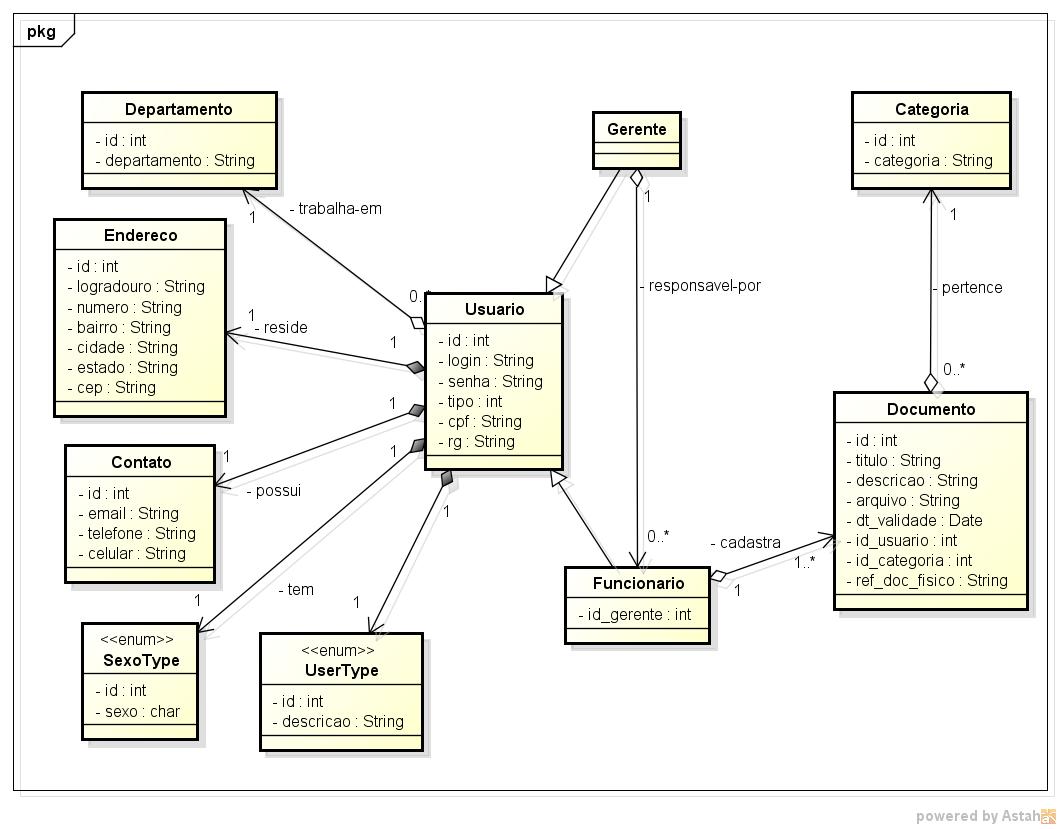 pkg
Departamento
- id : int
- departamento : String
Gerente
Categoria
- id : int
- categoria : String
1
- trabalha-em
0..*
1
- responsavel-por
1
- pertence
0..*
Endereco
- id : int
- logradouro : String
- numero : String
- bairro : String
- cidade : String
- estado : String
- cep : String
1
- reside
1
Usuario
- id : int
- login : String
- senha : String
- tipo : int
- cpf : String
- rg : String
Documento
- id : int
- titulo : String
- descricao : String
- arquivo : String
- dt_validade : Date
- id_usuario : int
- id_categoria : int
- ref_doc_fisico : String
1
1
- possui
1
Contato
- id : int
- email : String
- telefone : String
- celular : String
1
0..*
- cadastra
1..*
1
Funcionario
- id_gerente : int
- tem
1
1
<<enum>>
SexoType
- id : int
- sexo : char
<<enum>>
UserType
- id : int
- descricao : String
powered by Astah